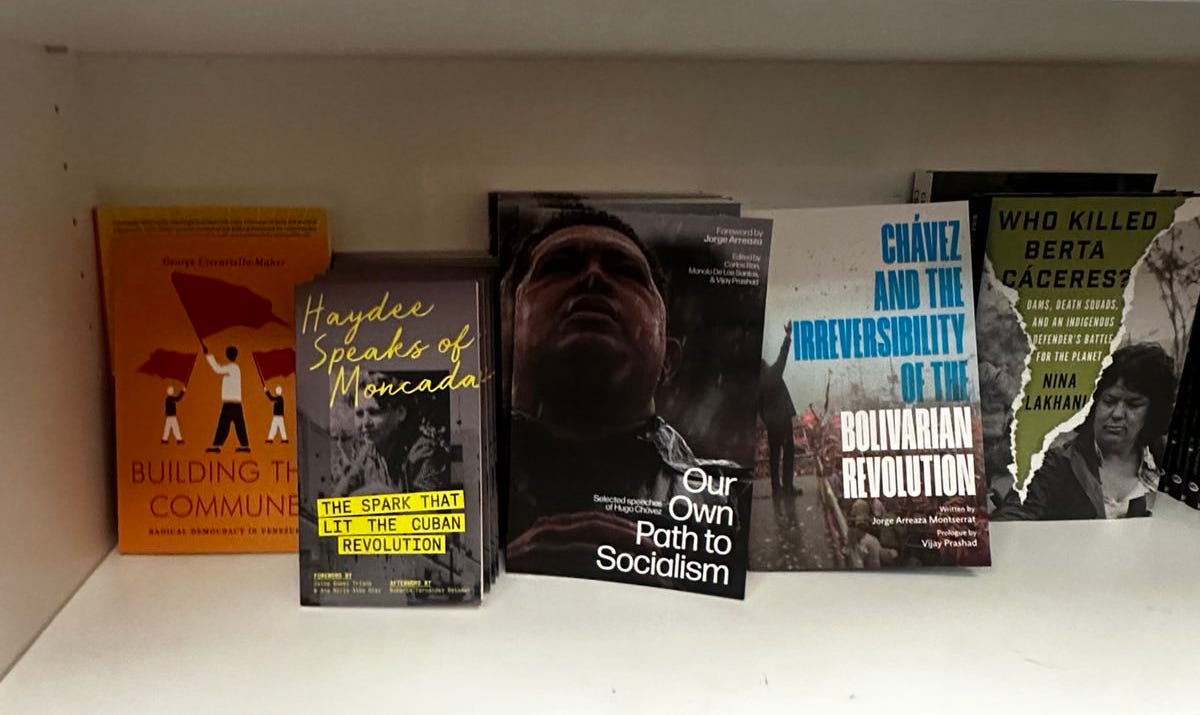 George Ciccariello-Maher
BUILDING TH
COMMUNE
RADICAL DEMOCRACY IN VENEZUE
Haydee
Speaks of
Moncada
THE SPARK THAT
LIT THE CUBAN
REVOLUTION
FOREWORD BY
AFTERWORD BY
Foreword by
Jorge Arreaza
Edited by
Carlos Ron,
Manolo De Los Santos,
& Vijay Prashad
Selected speeches
of Hugo Chávez
Our
Own
Path to
Socialism
CHÁVEZ
AND THE
IRREVERSIBILITY
OF THE
BOLIVARIAN
REVOLUTION
Written by
Jorge Arreaza Montserrat
Prologue by
Vijay Prashad
WHO KILLED
BERTA
CÁCERES?
DAMS, DEATH SQUADS,
AND AN INDIGENOUS
DEFENDER'S BATTLE
FOR THE PLANET
NINA
LAKHANI